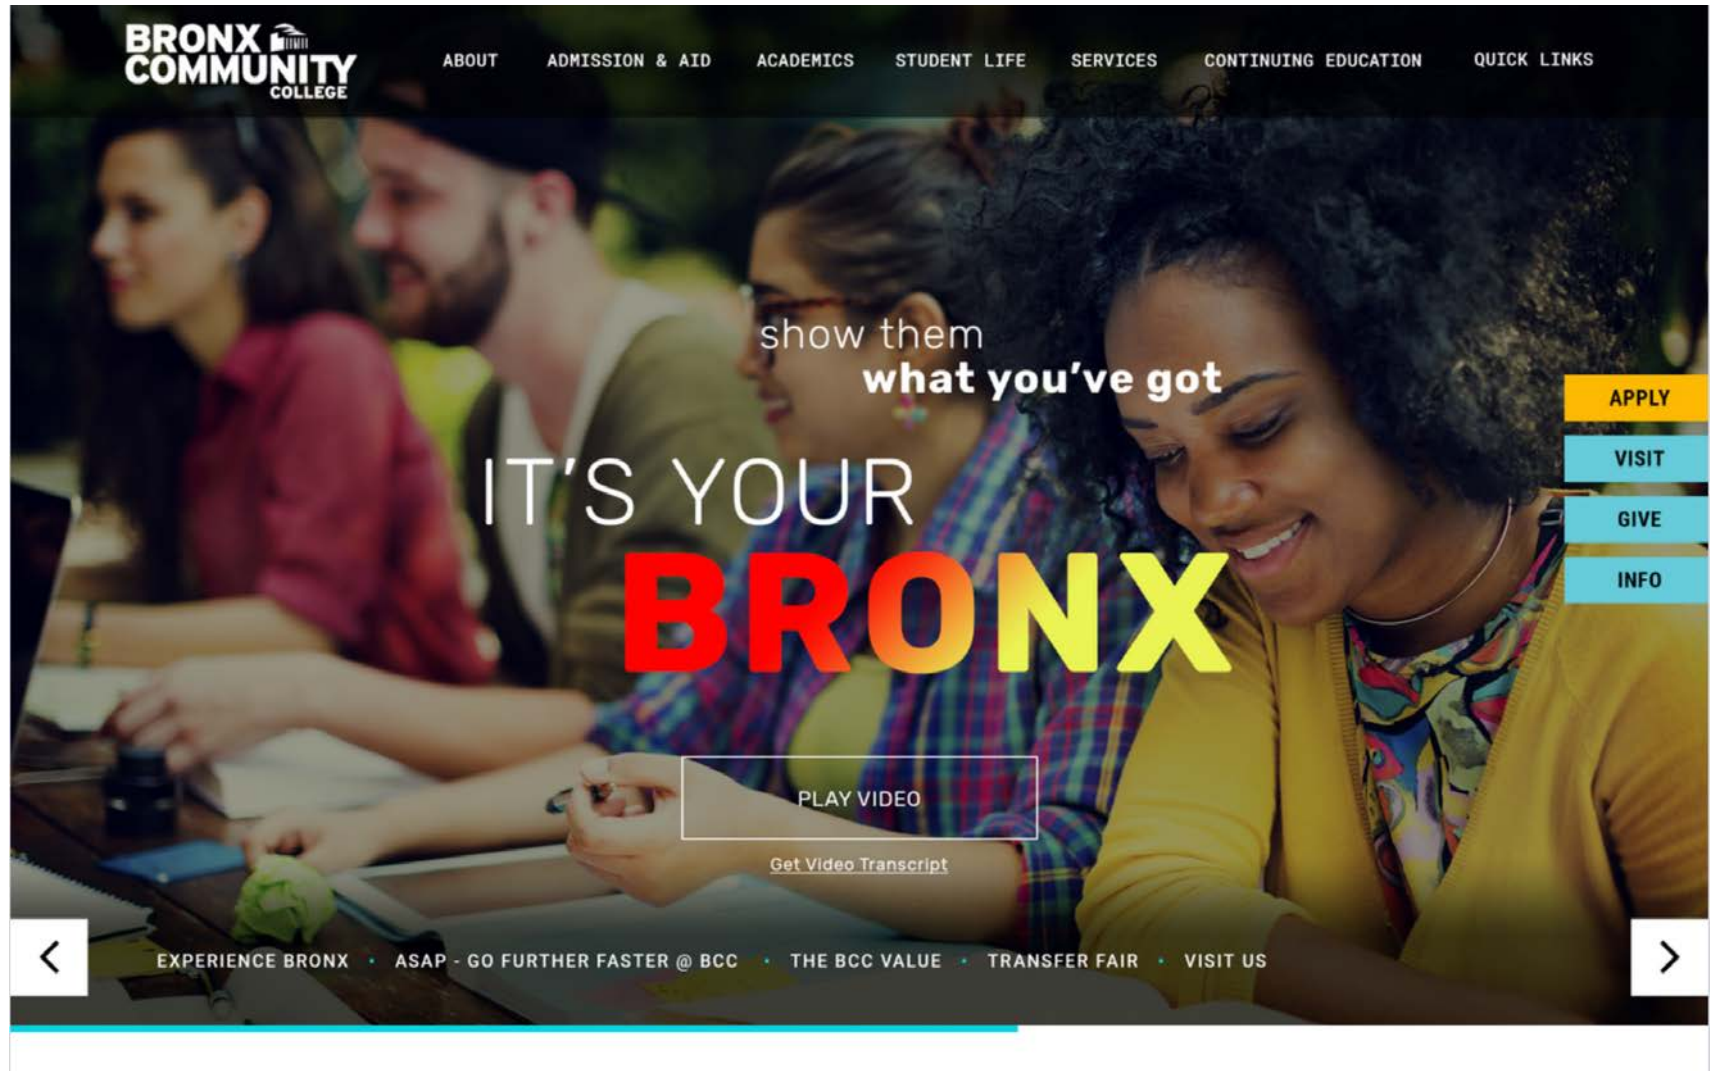 BRONX
COMMUNITY
COLLEGE
ABOUT
ADMISSION & AID
ACADEMICS
STUDENT LIFE
SERVICES
CONTINUING EDUCATION
QUICK LINKS
show them
what you've got
IT'S YOUR
BRONX
APPLY
VISIT
GIVE
INFO
PLAY VIDEO
Get Video Transcript
EXPERIENCE BRONX • ASAP - GO FURTHER FASTER @ BCC • THE BCC VALUE • TRANSFER FAIR • VISIT US